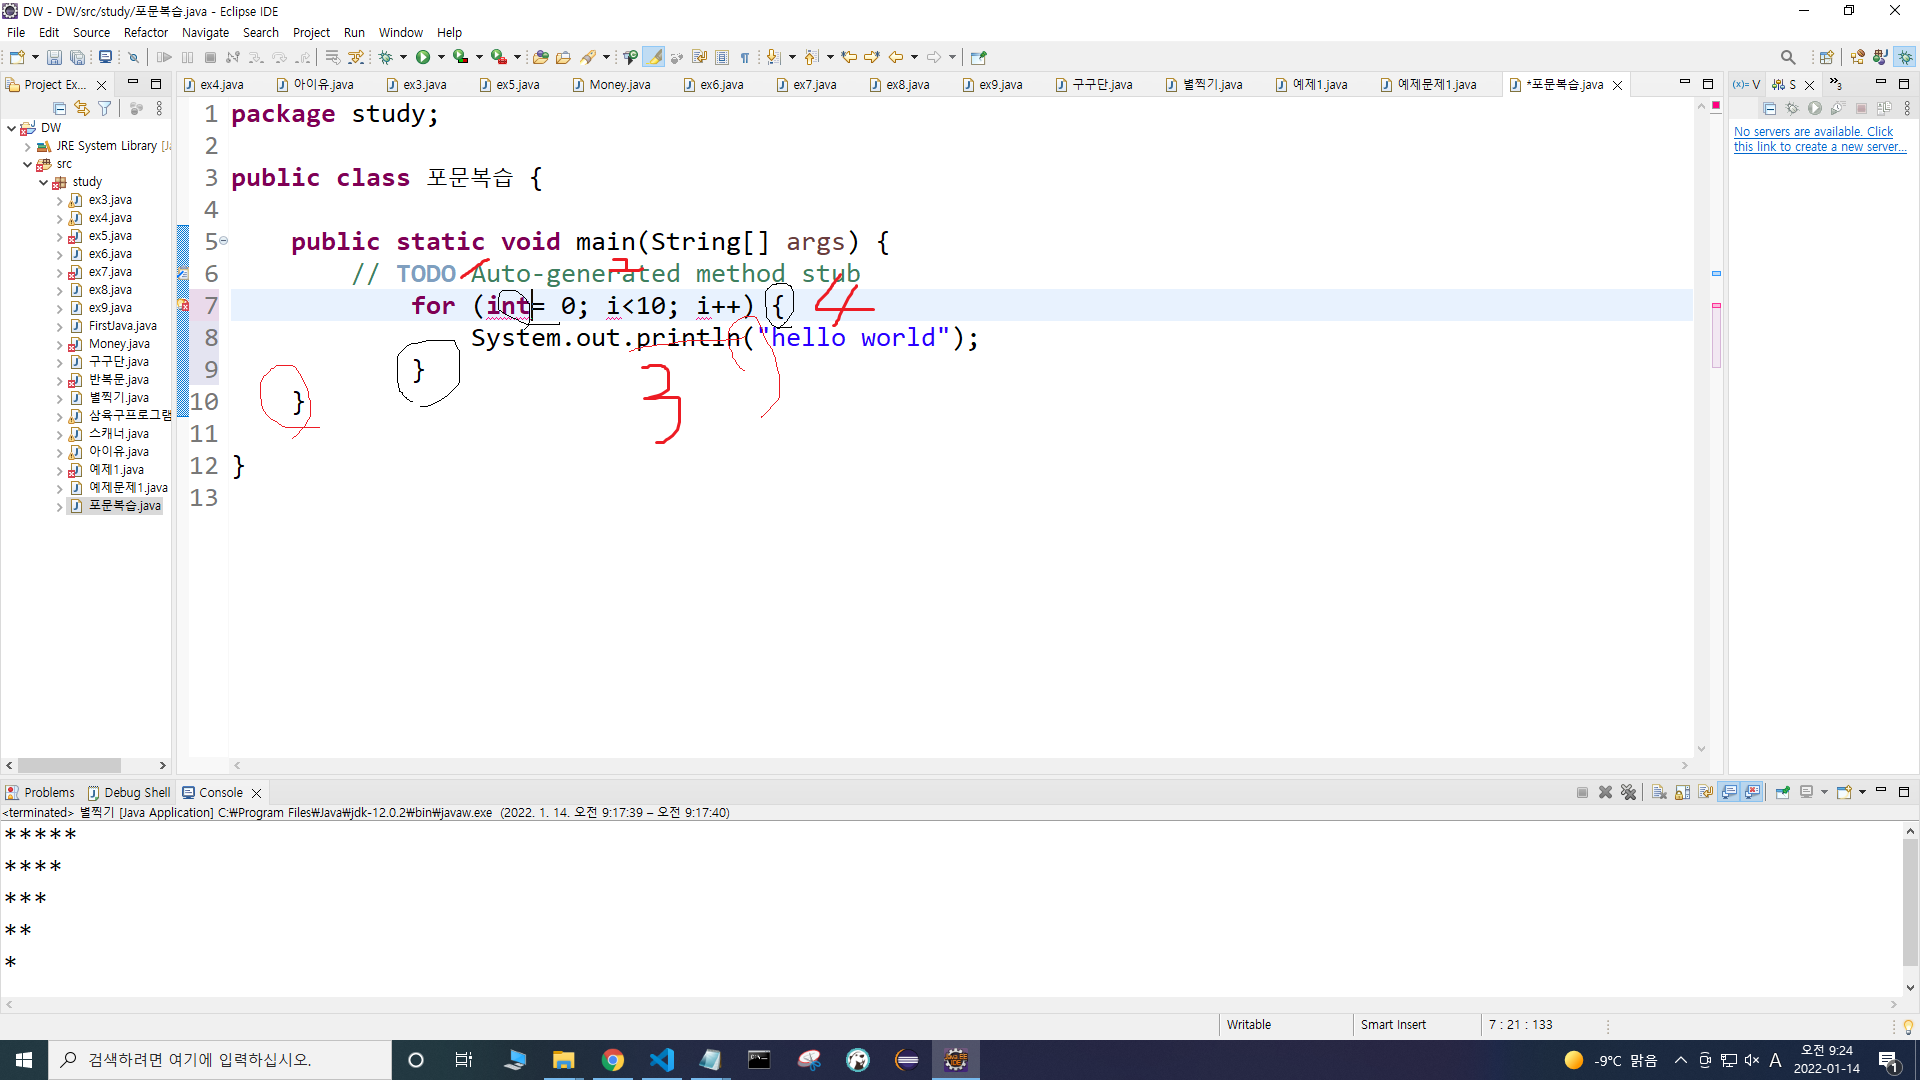 DW - DW/src/study/포문복습.java - Eclipse IDE
File Edit Source Refactor Navigate Search Project Run Window Help
Project Ex...
ex4.java 아이유.java ex3.java ex5.java Money.java ex6.java ex7.java ex8.java ex9.java 구구단.java 별찍기.java 예제1.java 예제문제1.java *포문복습.java
(x)= V S »3
DW
JRE System Library [J
src
study
ex3.java
ex4.java
ex5.java
ex6.java
ex7.java
ex8.java
ex9.java
FirstJava.java
Money.java
구구단.java
반복문.java
별찍기.java
삼육구프로그램
스캐너.java
아이유.java
예제1.java
예제문제1.java
포문복습.java
1 package study;
2
3 public class 포문복습 {
4
5 public static void main(String[] args) {
6 // TODO Auto-generated method stub
7 for (int= 0; i<10; i++) { 4
8 System.out.println("hello world");
9 }
3
10 }
11
12 }
13
No servers are available. Click
this link to create a new server...
Problems Debug Shell Console
<terminated> 별찍기 [Java Application] C:₩Program Files₩Java₩jdk-12.0.2₩bin₩javaw.exe (2022. 1. 14. 오전 9:17:39 – 오전 9:17:40)
*****
****
***
**
*
Writable Smart Insert 7 : 21 : 133
검색하려면 여기에 입력하십시오.
-9°C 맑음 A 오전 9:24
2022-01-14
1